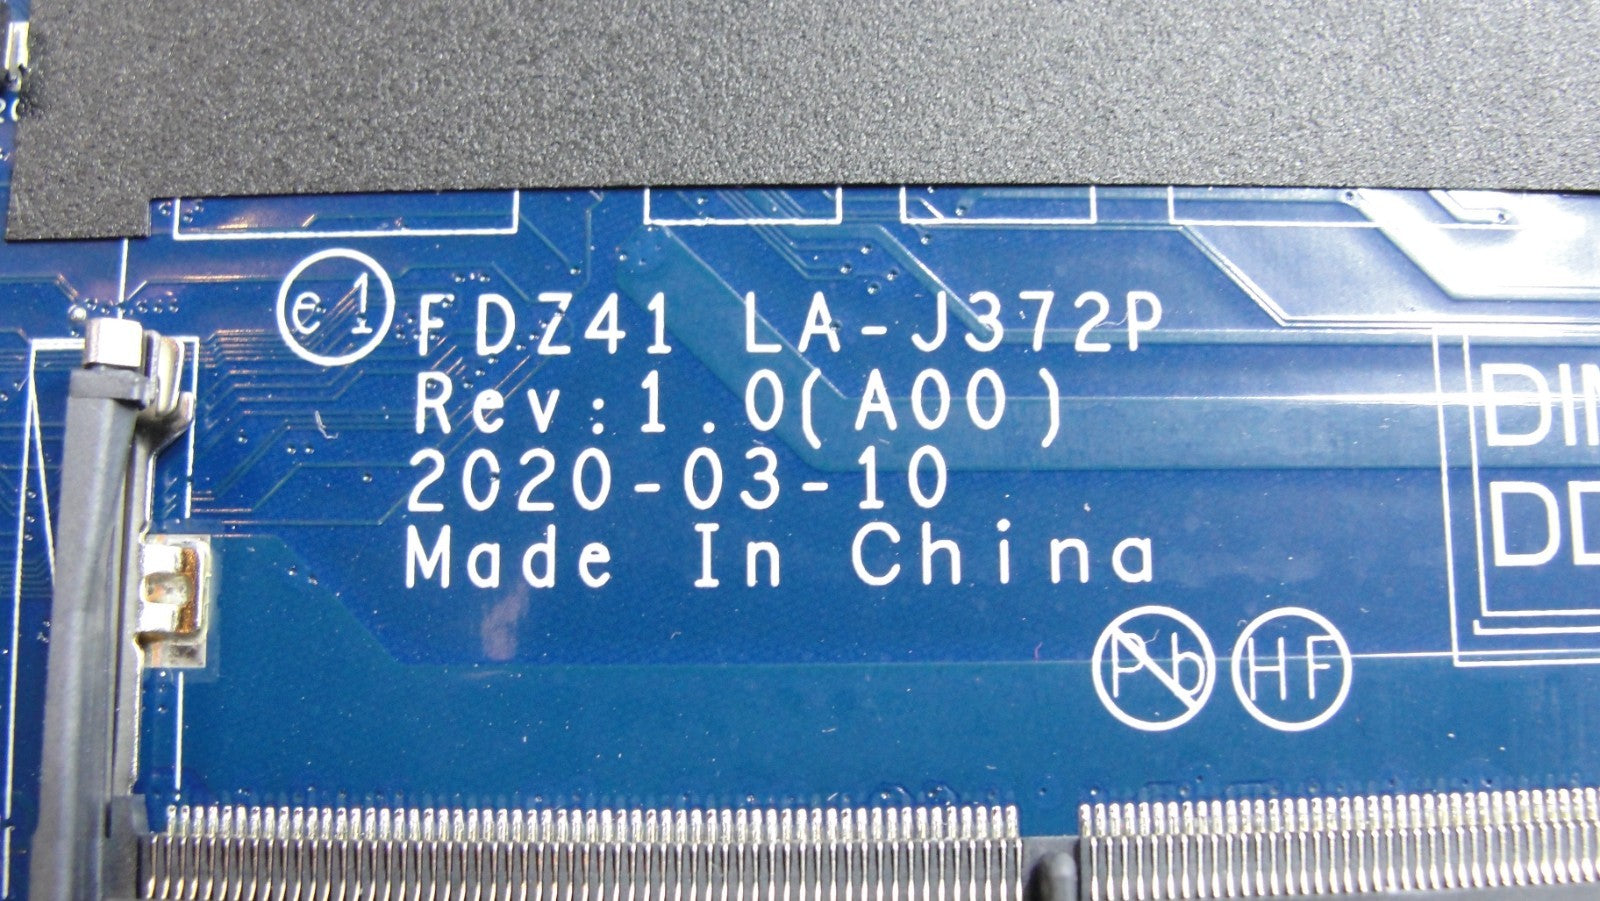 e1 FDZ41 LA-J372P
Rev:1.0(A00)
2020-03-10
Made In China
Pb HF